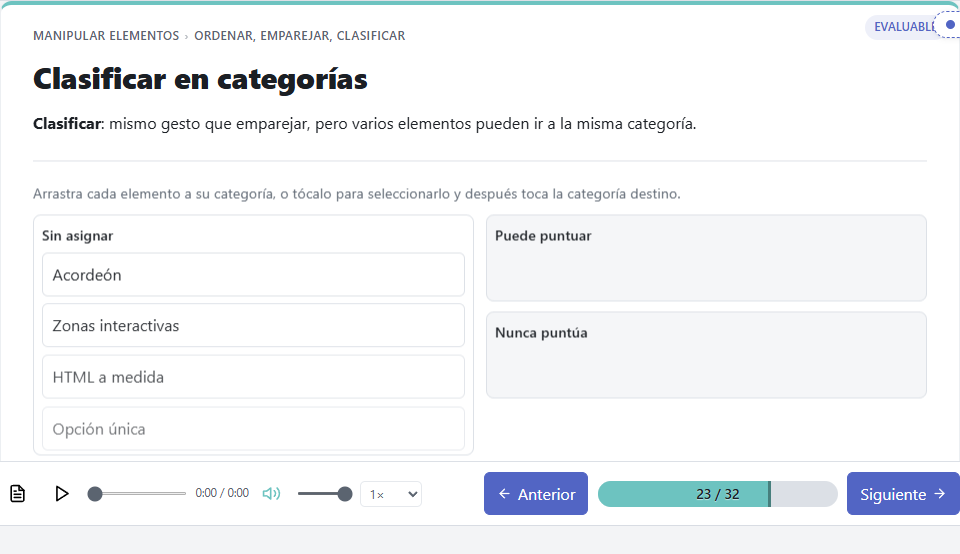 MANIPULAR ELEMENTOS › ORDENAR, EMPAREJAR, CLASIFICAR
Clasificar en categorías
Clasificar: mismo gesto que emparejar, pero varios elementos pueden ir a la misma categoría.
Arrastra cada elemento a su categoría, o tócalo para seleccionarlo y después toca la categoría destino.
Sin asignar
Acordeón
Zonas interactivas
HTML a medida
Opción única
Puede puntuar
Nunca puntúa
0:00 / 0:00
1×
← Anterior
23 / 32
Siguiente →